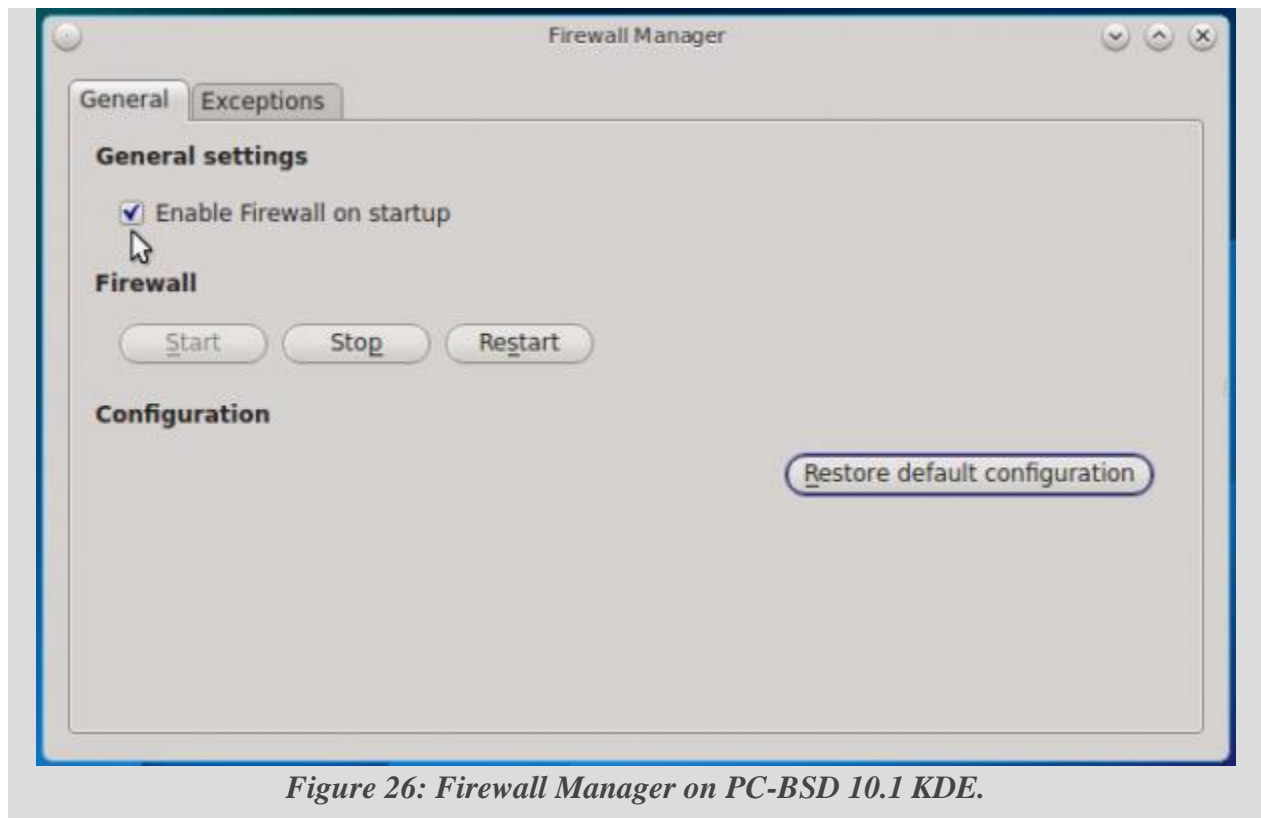 Firewall Manager
General Exceptions
General settings
Enable Firewall on startup
Firewall
Start Stop Restart
Configuration
Restore default configuration
Figure 26: Firewall Manager on PC-BSD 10.1 KDE.